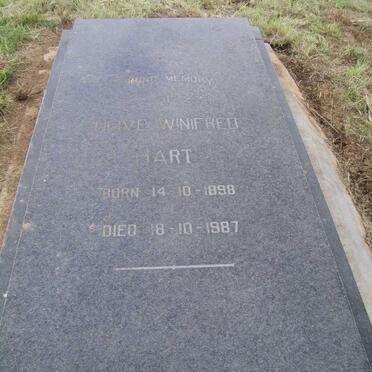 MEMORY
WINIFRED
HART
BORN 14-10-1898
DIED 18-10-1987